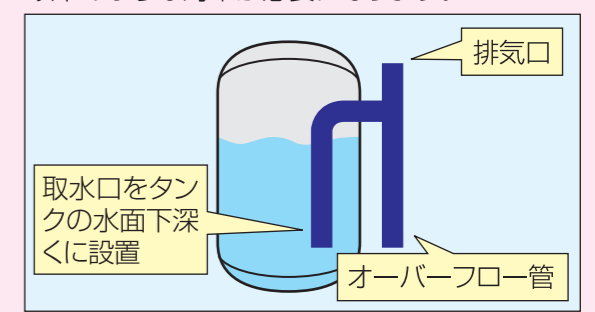 排気口
取水口をタン
クの水面下深
くに設置
オーバーフロー管